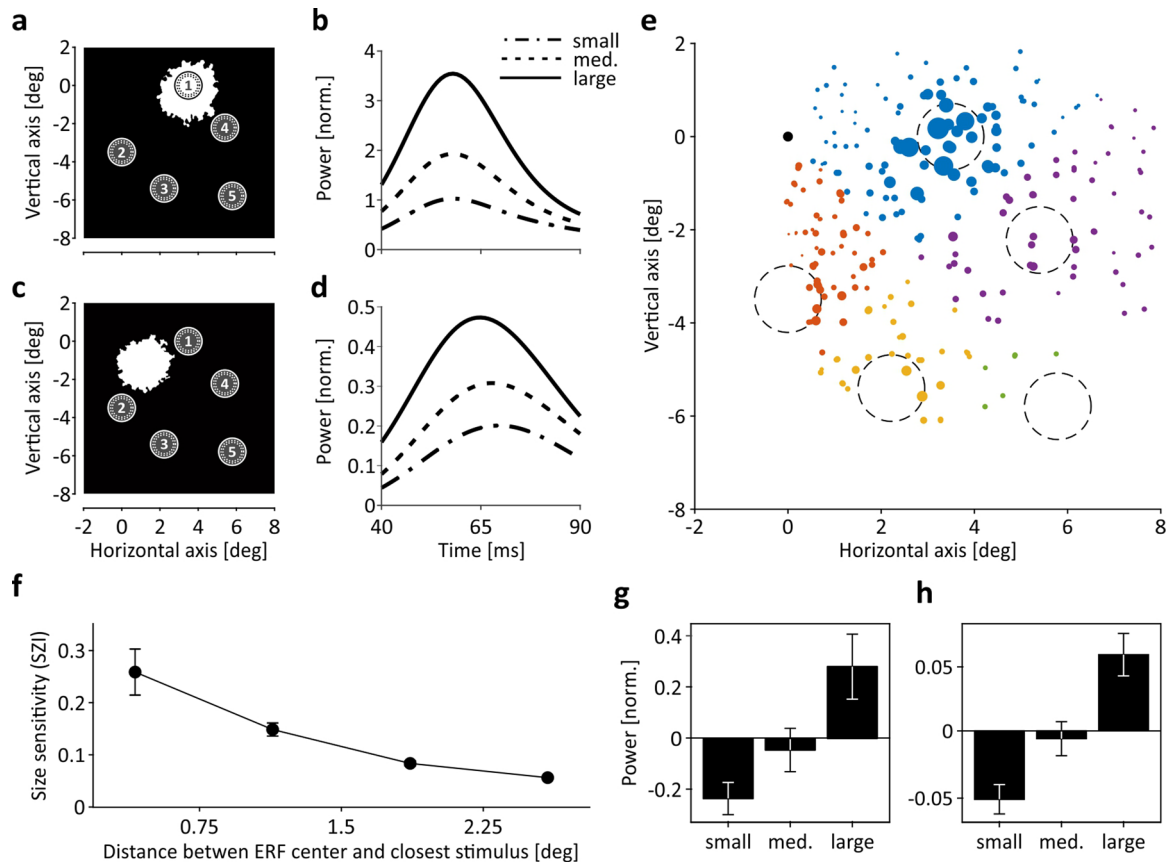 a
2
0
-2
-4
-6
-8
Vertical axis [deg]
1
2
3
4
5
b
small
med.
large
4
3
2
1
0
Power [norm.]
c
2
0
-2
-4
-6
-8
Vertical axis [deg]
1
2
3
4
5
-2 0 2 4 6 8
Horizontal axis [deg]
d
0.5
0.4
0.3
0.2
0.1
0
Power [norm.]
40 65 90
Time [ms]
e
2
0
-2
-4
-6
-8
Vertical axis [deg]
-2 0 2 4 6 8
Horizontal axis [deg]
f
0.3
0.2
0.1
0
Size sensitivity (SZI)
0.75 1.5 2.25
Distance betwen ERF center and closest stimulus [deg]
g
0.4
0.2
0
-0.2
Power [norm.]
small med. large
h
0.05
0
-0.05
small med. large